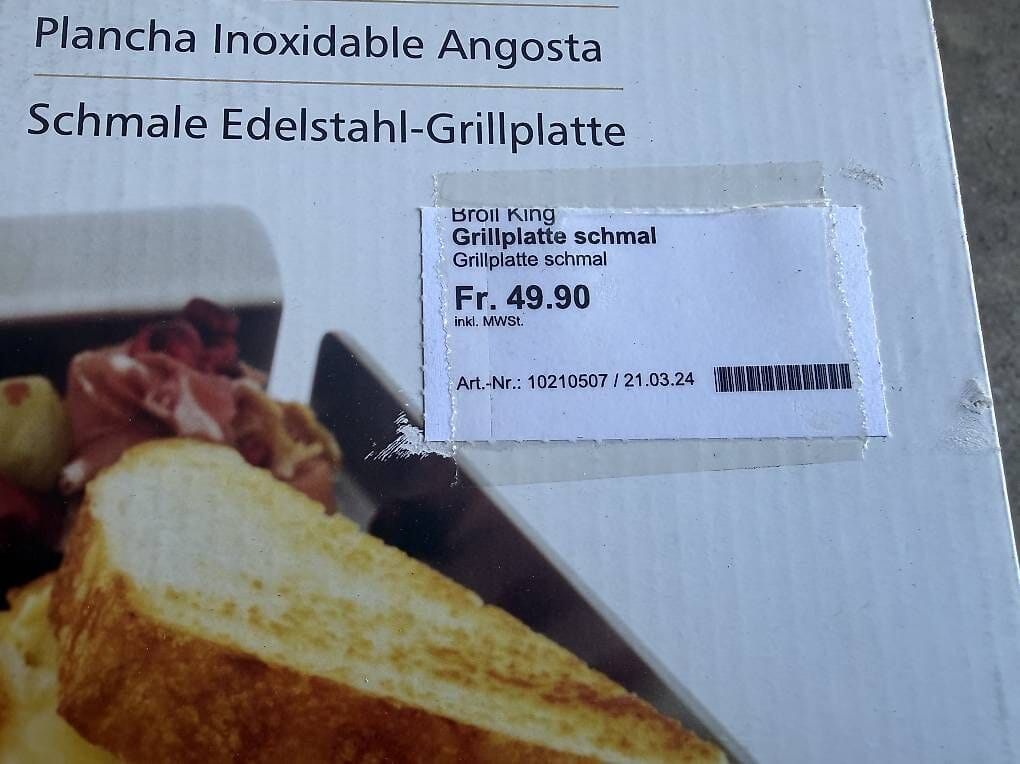 Plancha Inoxidable Angosta
Schmale Edelstahl-Grillplatte
Broil King
Grillplatte schmal
Grillplatte schmal
Fr. 49.90
inkl. MWSt.
Art.-Nr.: 10210507 / 21.03.24